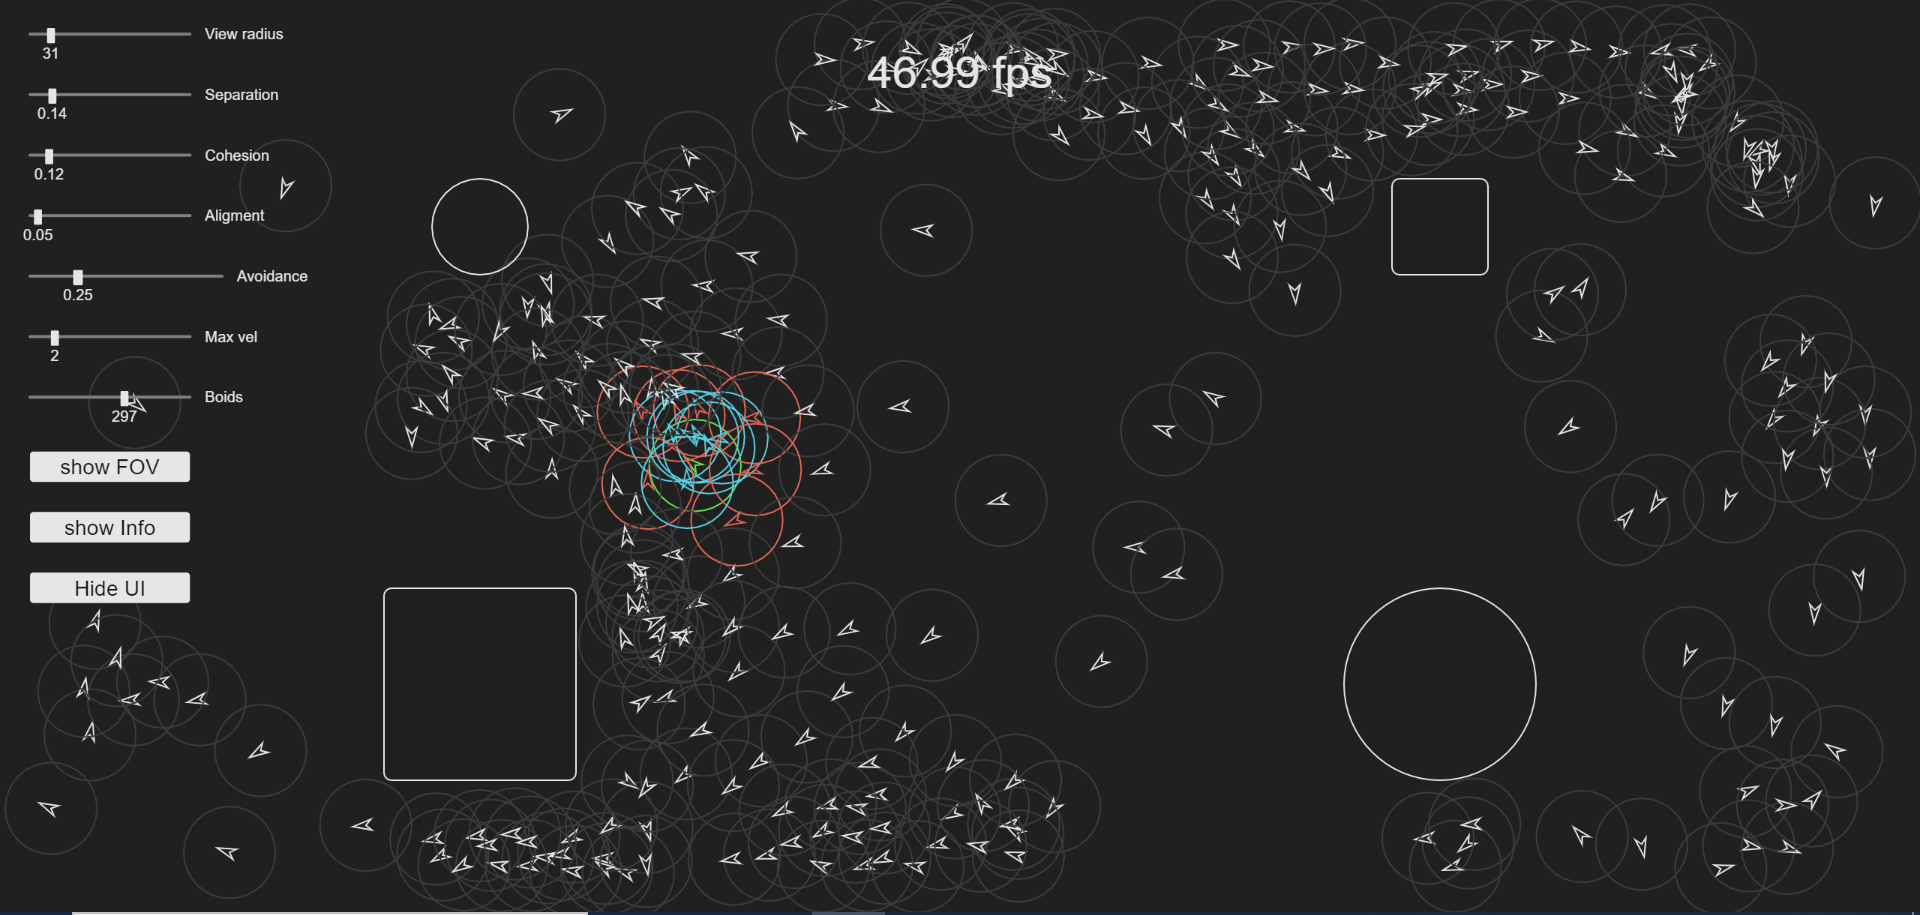 View radius
31
Separation
0.14
Cohesion
0.12
Aligment
0.05
Avoidance
0.25
Max vel
2
Boids
297
show FOV
show Info
Hide UI
46.99 fps